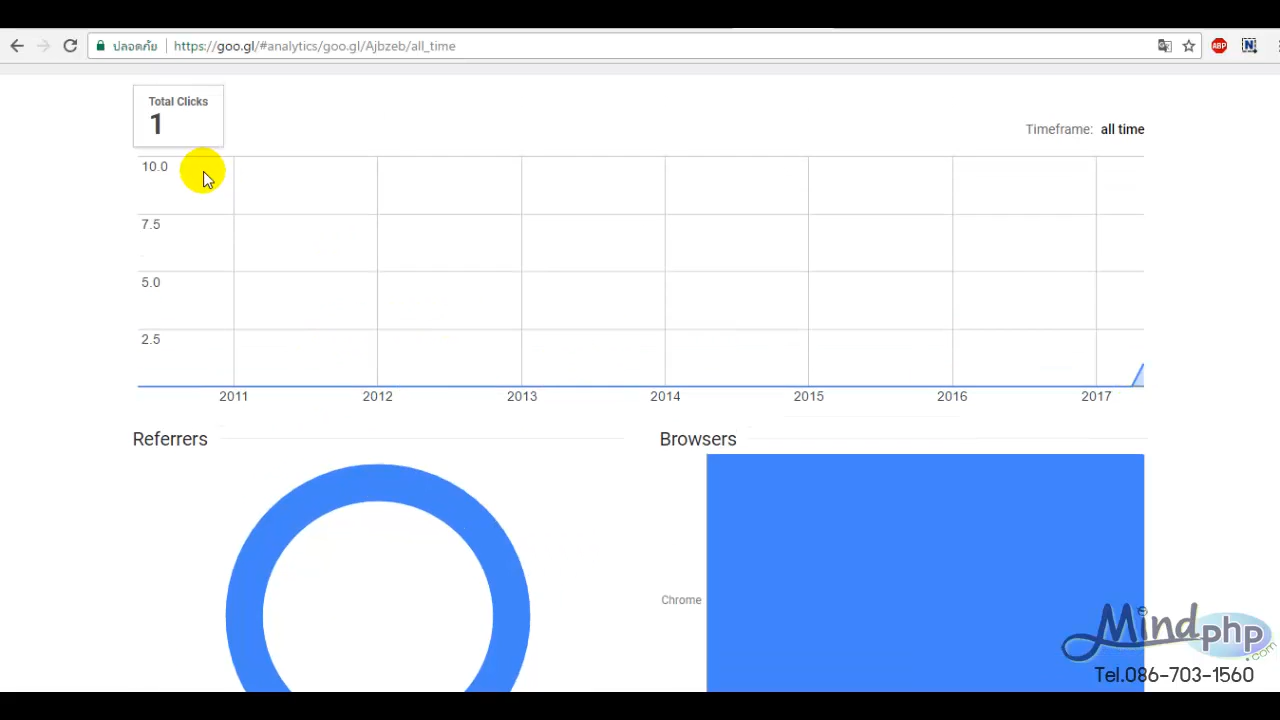 ปลอดภัย https://goo.gl/#analytics/goo.gl/Ajbzeb/all_time
ABP
N
Total Clicks
1
Timeframe: all time
10.0
7.5
5.0
2.5
2011 2012 2013 2014 2015 2016 2017
Referrers
Browsers
Chrome
Mindphp.com
Tel.086-703-1560